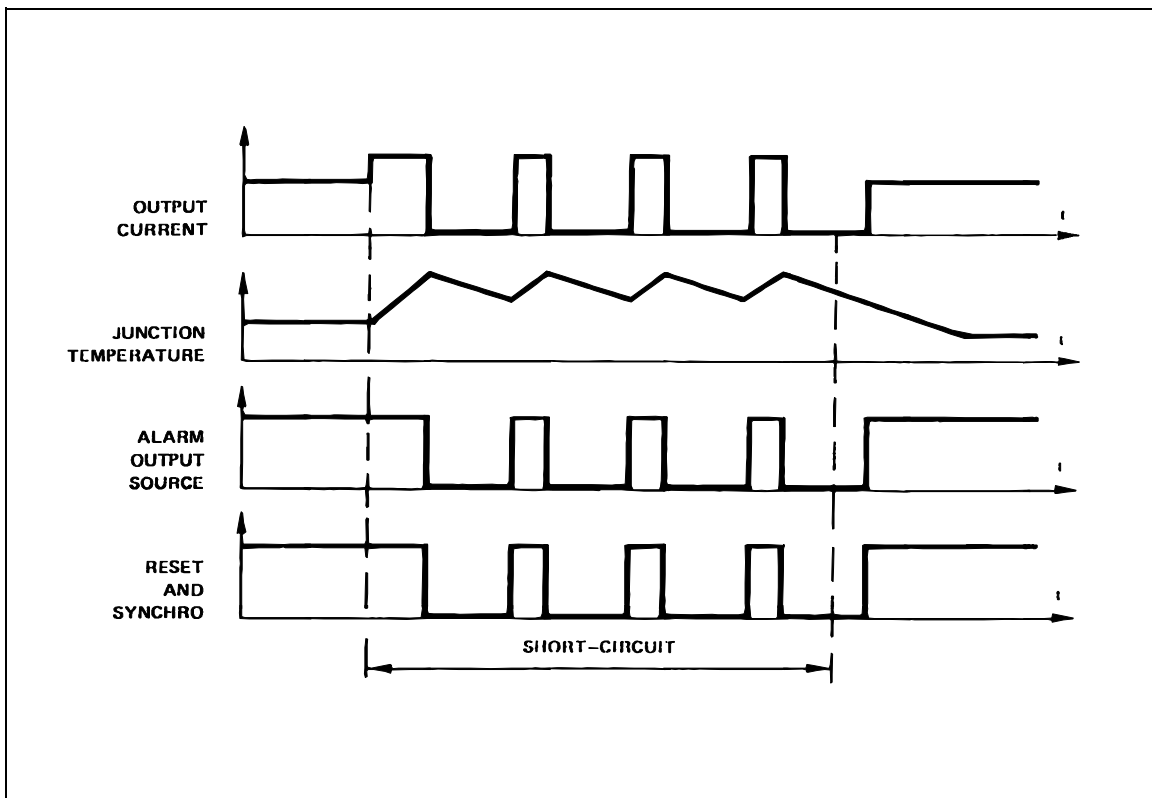 OUTPUT
CURRENT
t
JUNCTION
TEMPERATURE
t
ALARM
OUTPUT
SOURCE
t
RESET
AND
SYNCHRO
t
SHORT-CIRCUIT